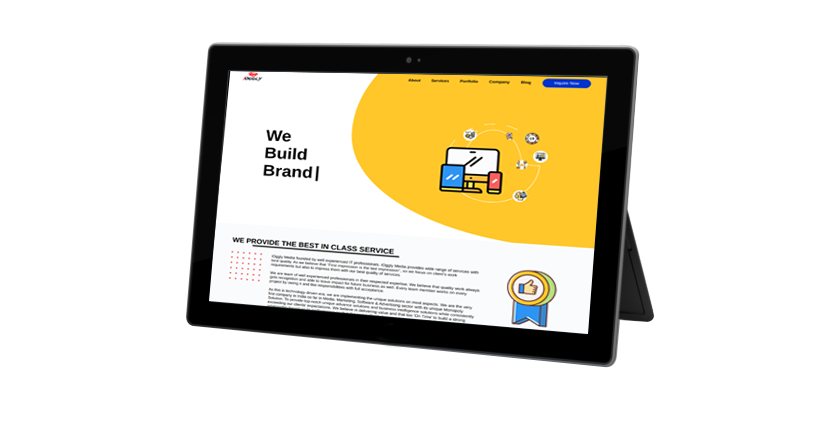 About Services Portfolio Company Blog Inquire Now
We
Build
Brand|
WE PROVIDE THE BEST IN CLASS SERVICE
iOggly Media founded by well experienced IT professionals. iOggly Media provides wide range of services with
best quality. As we believe that "First impression is the last impression", so we focus on client's work
requirements but also to impress them with our best quality of services
We are team of well experienced professionals in their respected expertise. We believe that quality work always
gets recognition and able to leave impact for future business as well. Every team member works on every
project by taking it and like responsibilities with full acceptance.
As this is a technology driven era, we are implementing the unique solutions on most aspects. We are the very
first company in India so far in Media, Marketing, Software & Advertising sector with its unique Monopoly
Solution. To provide top-notch unique advance solutions and business intelligence solutions while consistently
exceeding our clients' expectations. We believe in delivering value and that too 'On Time' to build a strong